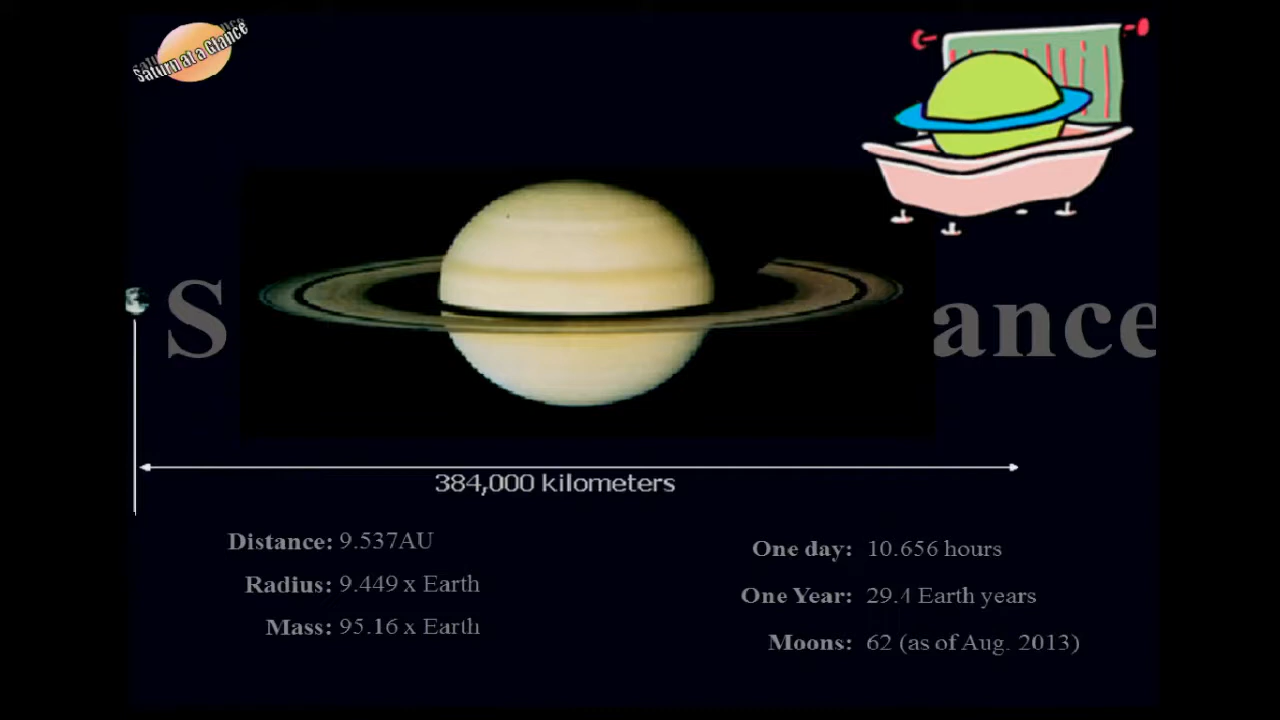 Saturn at a Glance
S ance
384,000 kilometers
Distance: 9.537AU
Radius: 9.449 x Earth
Mass: 95.16 x Earth
One day: 10.656 hours
One Year: 29.4 Earth years
Moons: 62 (as of Aug. 2013)